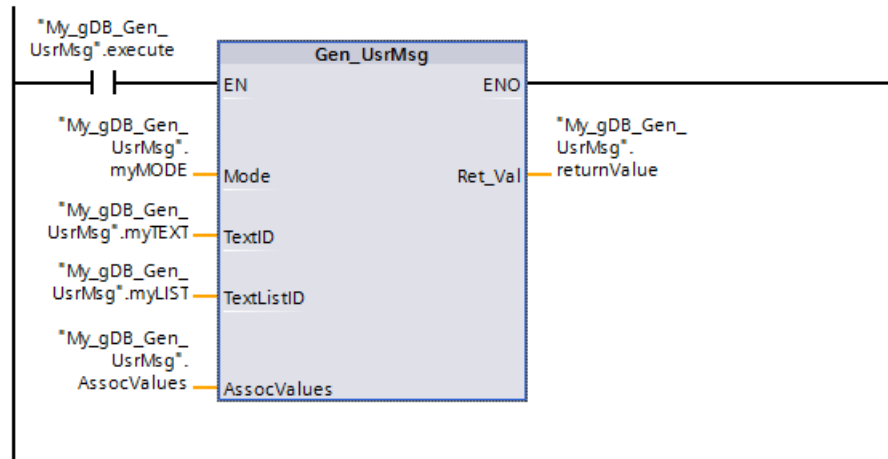 "My_gDB_Gen_
UsrMsg".execute
Gen_UsrMsg
EN
ENO
"My_gDB_Gen_
UsrMsg".
myMODE
Mode
Ret_Val
"My_gDB_Gen_
UsrMsg".
returnValue
"My_gDB_Gen_
UsrMsg".myTEXT
TextID
"My_gDB_Gen_
UsrMsg".myLIST
TextListID
"My_gDB_Gen_
UsrMsg".
AssocValues
AssocValues